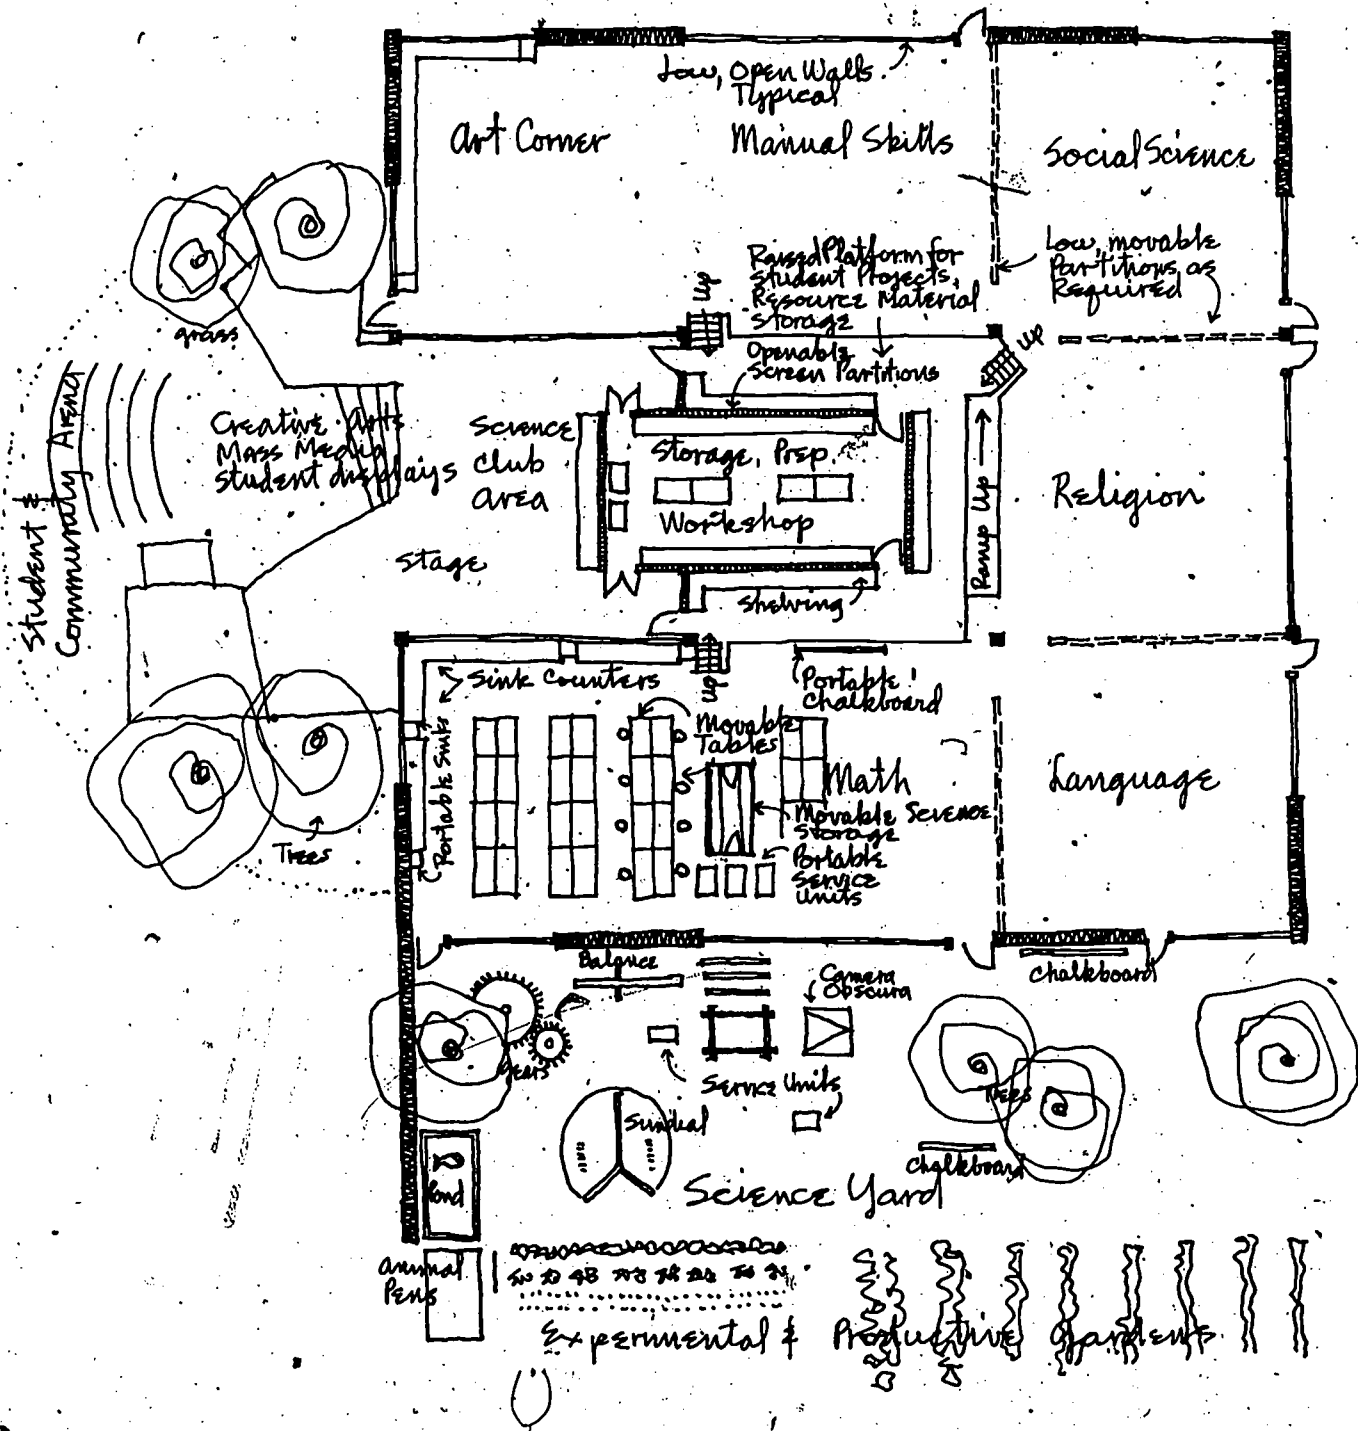 Low, Open Walls
Typical
Art Corner
Manual Skills
Social Science
Raised Platform for
Student Projects,
Resource Material
Storage
Low, movable
Partitions, as
Required
Up
Up
grass
Openable
Screen Partitions
Student &
Community Arena
Creative Arts
Mass Media
Student displays
Science
Club
Area
Storage, Prep.
Workshop
Ramp Up
Religion
Stage
Shelving
Sink Counters
Up
Portable
Chalkboard
Portable Sinks
Movable
Tables
Math
Language
Movable Science
Storage
Portable
Service
Units
Trees
Balance
Chalkboard
Camera
Obscura
Gears
Service Units
Trees
Sundial
Chalkboard
Pond
Science Yard
Animal
Pens
Experimental & Productive Gardens